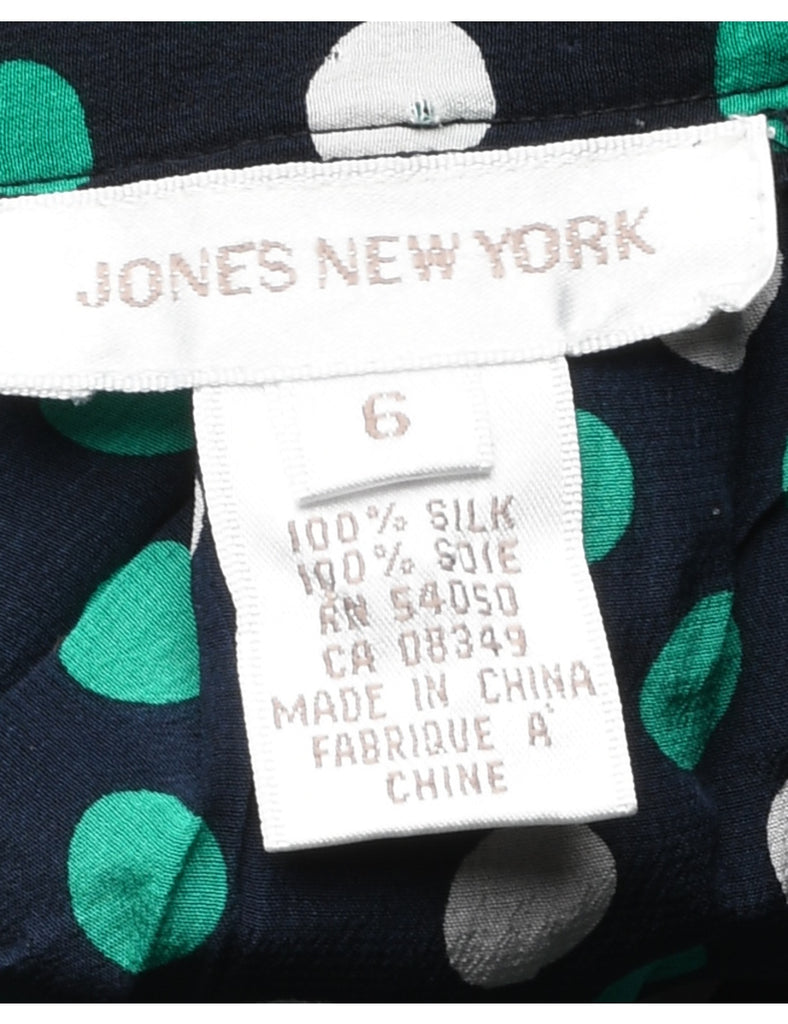 JONES NEW YORK
6
100% SILK
100% SOIE
RN 54050
CA 08349
MADE IN CHINA
FABRIQUE A'
CHINE